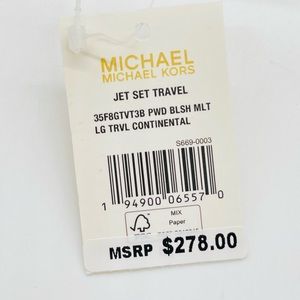 MICHAEL
MICHAEL KORS
JET SET TRAVEL
35F8GTVT3B PWD BLSH MLT
LG TRVL CONTINENTAL
S669-0003
1 94900 06557 0
MIX
Paper
MSRP $278.00